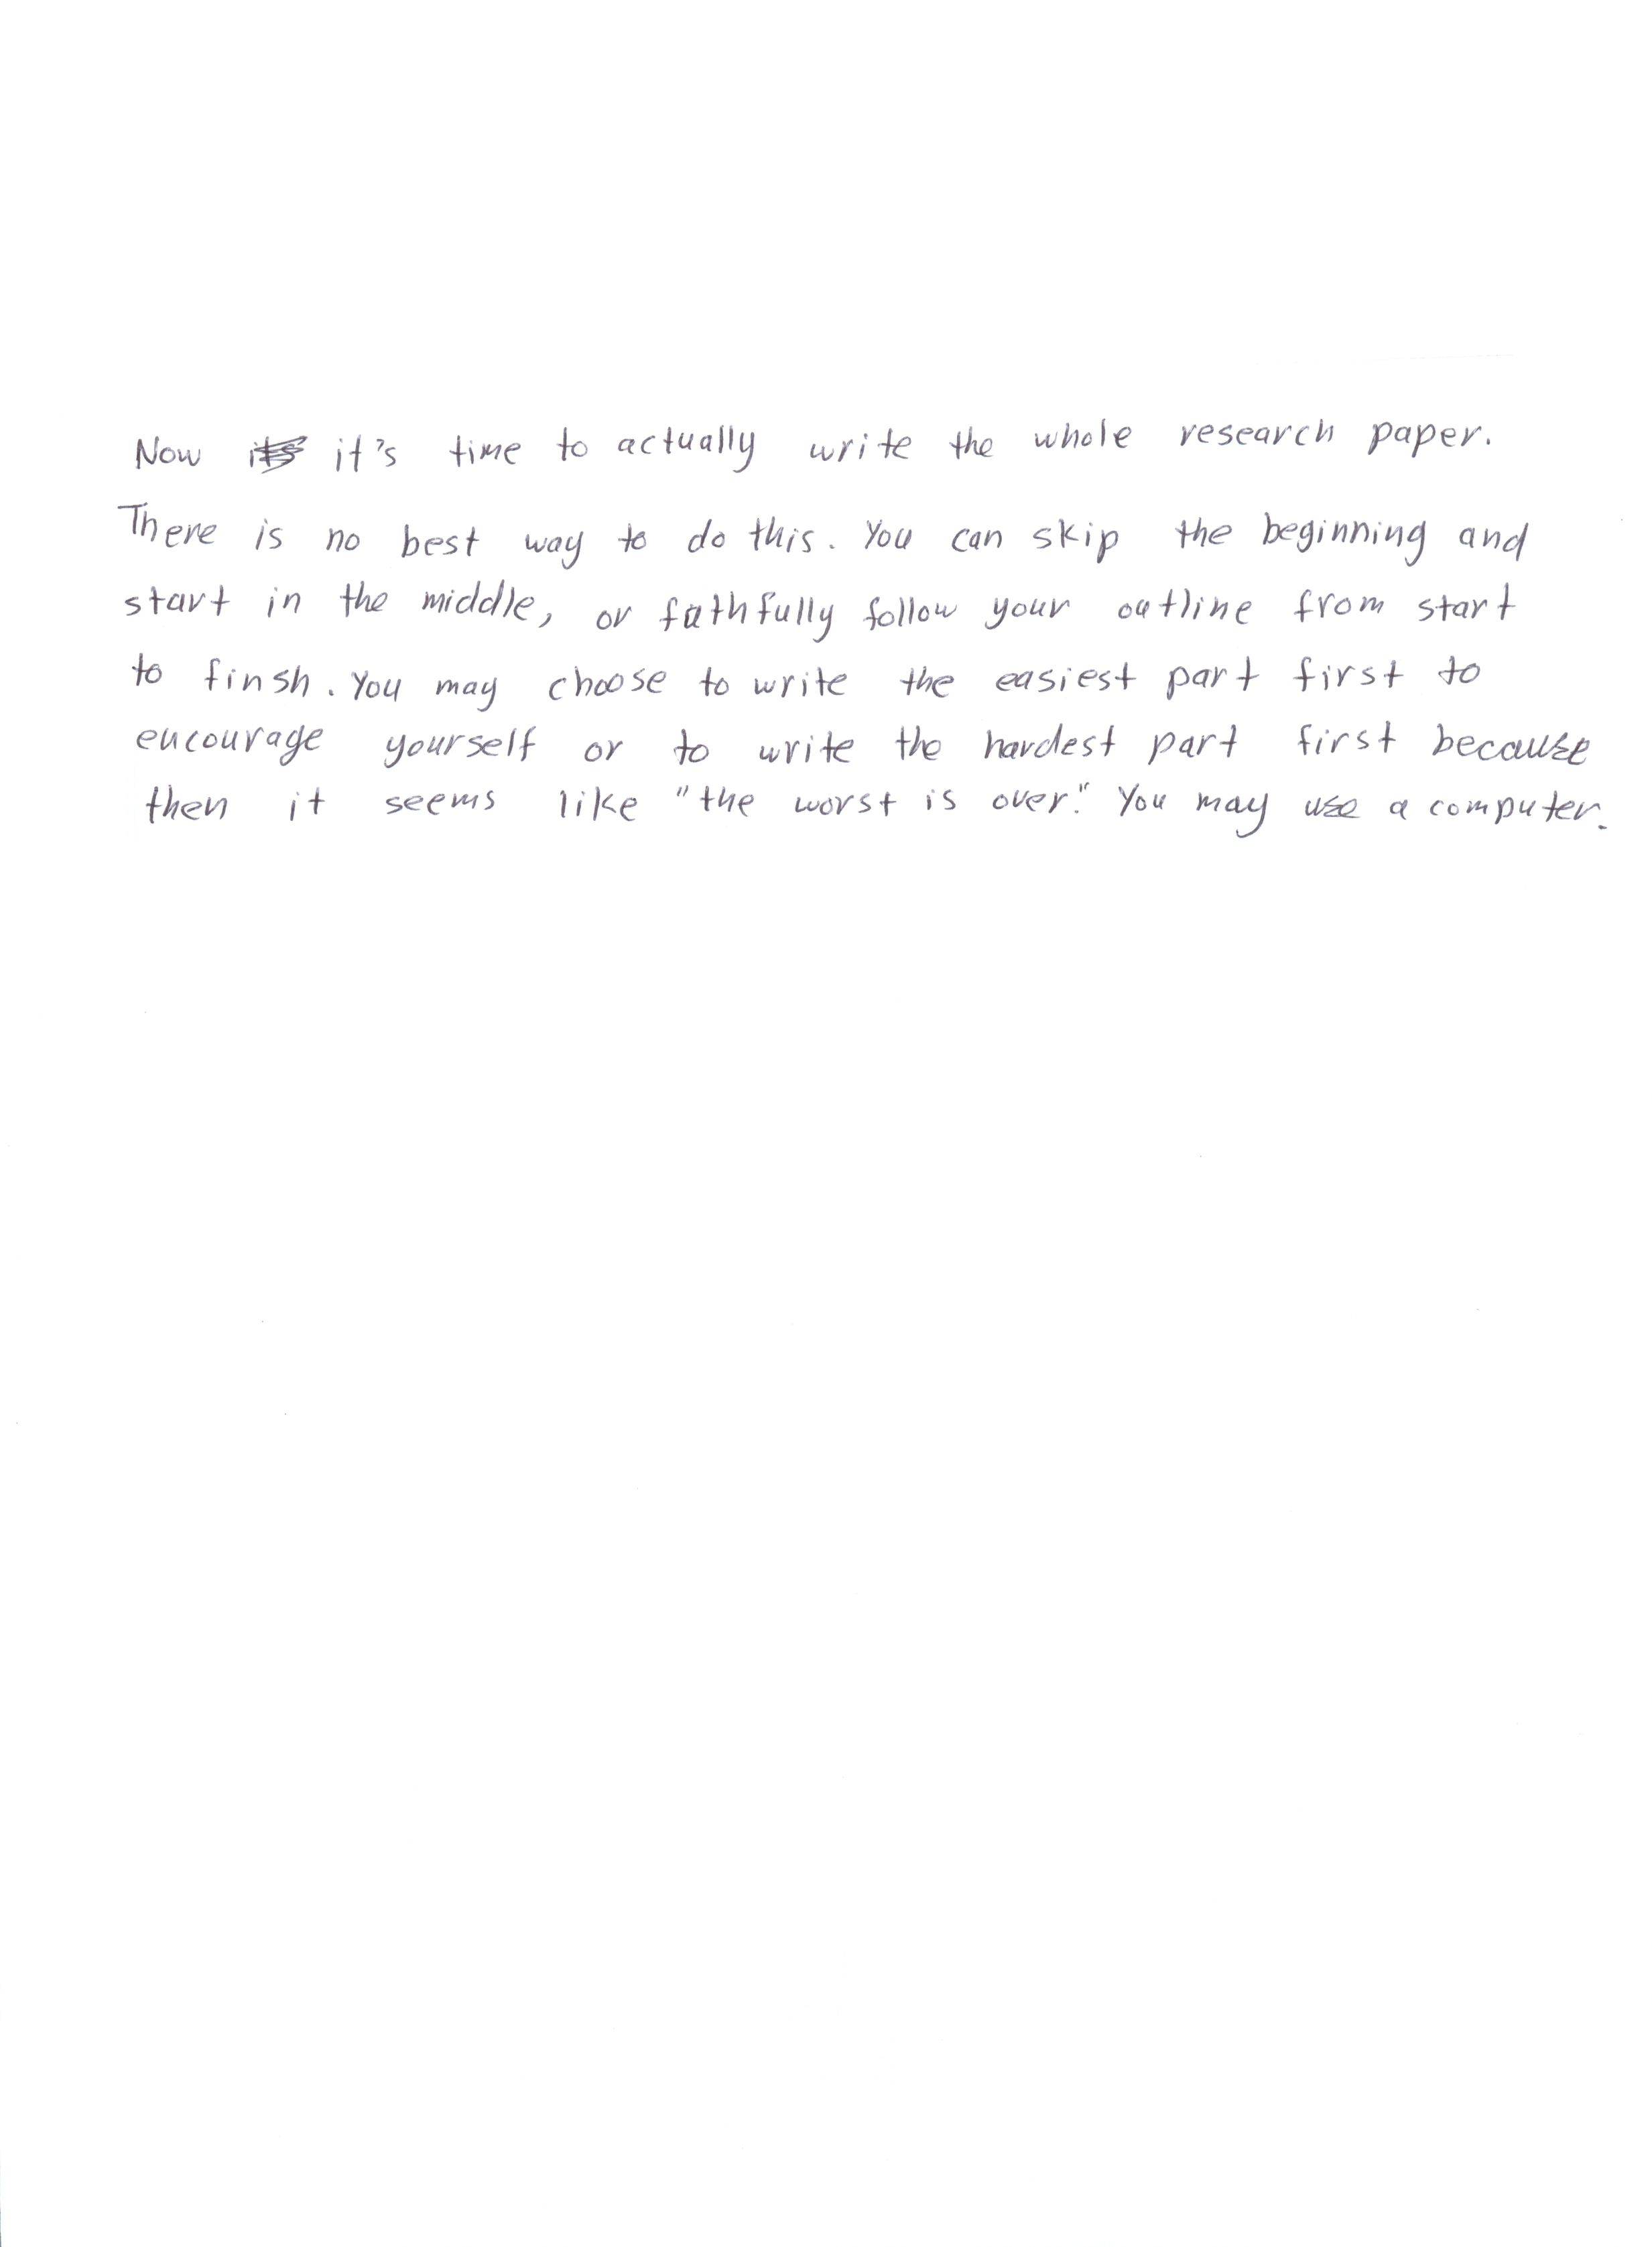 Now it's time to actually write the whole research paper.
There is no best way to do this. You can skip the beginning and
start in the middle, or fathfully follow your outline from start
to finsh. You may choose to write the easiest part first to
encourage yourself or to write the hardest part first because
then it seems like "the worst is over." You may use a computer.